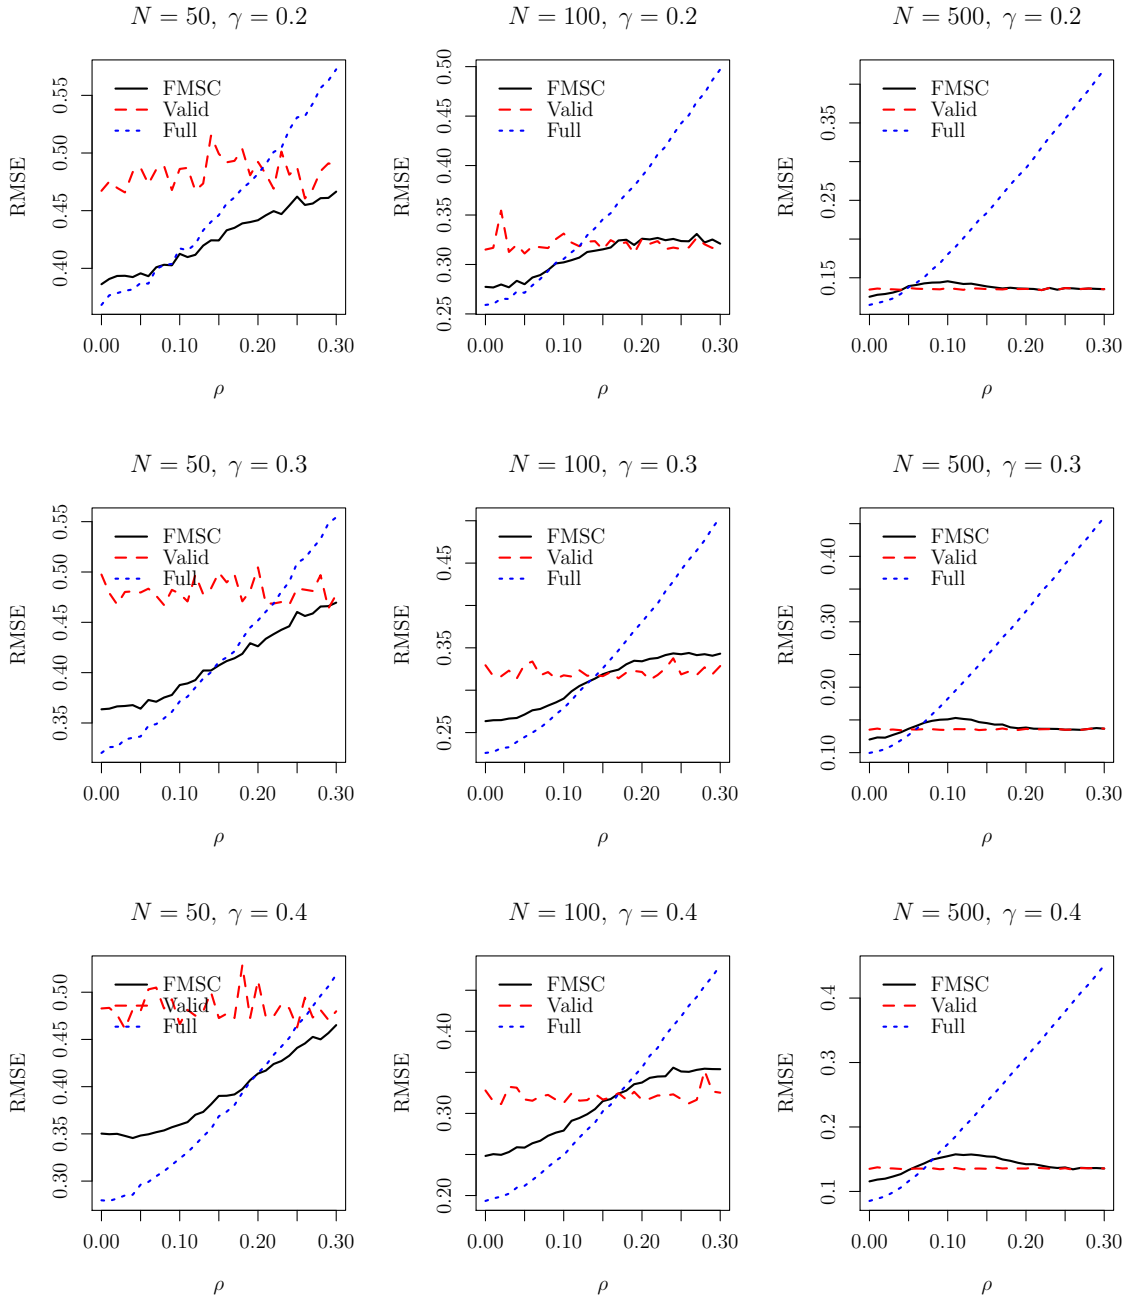 N = 50, γ = 0.2
RMSE
0.40 0.45 0.50 0.55
FMSC
Valid
Full
0.00 0.10 0.20 0.30
ρ
N = 100, γ = 0.2
RMSE
0.25 0.30 0.35 0.40 0.45 0.50
FMSC
Valid
Full
0.00 0.10 0.20 0.30
ρ
N = 500, γ = 0.2
RMSE
0.15 0.25 0.35
FMSC
Valid
Full
0.00 0.10 0.20 0.30
ρ
N = 50, γ = 0.3
RMSE
0.35 0.40 0.45 0.50 0.55
FMSC
Valid
Full
0.00 0.10 0.20 0.30
ρ
N = 100, γ = 0.3
RMSE
0.25 0.35 0.45
FMSC
Valid
Full
0.00 0.10 0.20 0.30
ρ
N = 500, γ = 0.3
RMSE
0.10 0.20 0.30 0.40
FMSC
Valid
Full
0.00 0.10 0.20 0.30
ρ
N = 50, γ = 0.4
RMSE
0.30 0.35 0.40 0.45 0.50
FMSC
Valid
Full
0.00 0.10 0.20 0.30
ρ
N = 100, γ = 0.4
RMSE
0.20 0.30 0.40
FMSC
Valid
Full
0.00 0.10 0.20 0.30
ρ
N = 500, γ = 0.4
RMSE
0.1 0.2 0.3 0.4
FMSC
Valid
Full
0.00 0.10 0.20 0.30
ρ